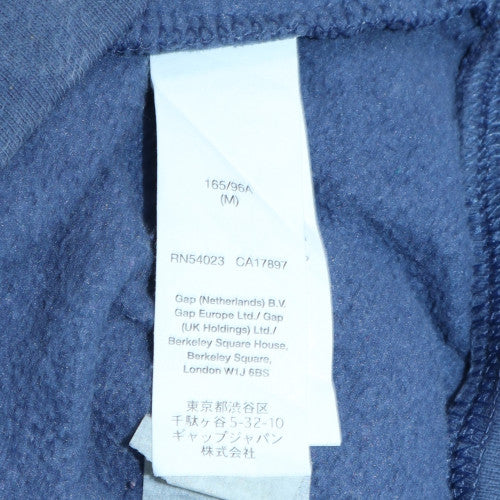 165/96A
(M)
RN54023 CA17897
Gap (Netherlands) B.V.
Gap Europe Ltd./ Gap
(UK Holdings) Ltd./
Berkeley Square House,
Berkeley Square,
London W1J 6BS
東京都渋谷区
千駄ヶ谷5-32-10
ギャップジャパン
株式会社